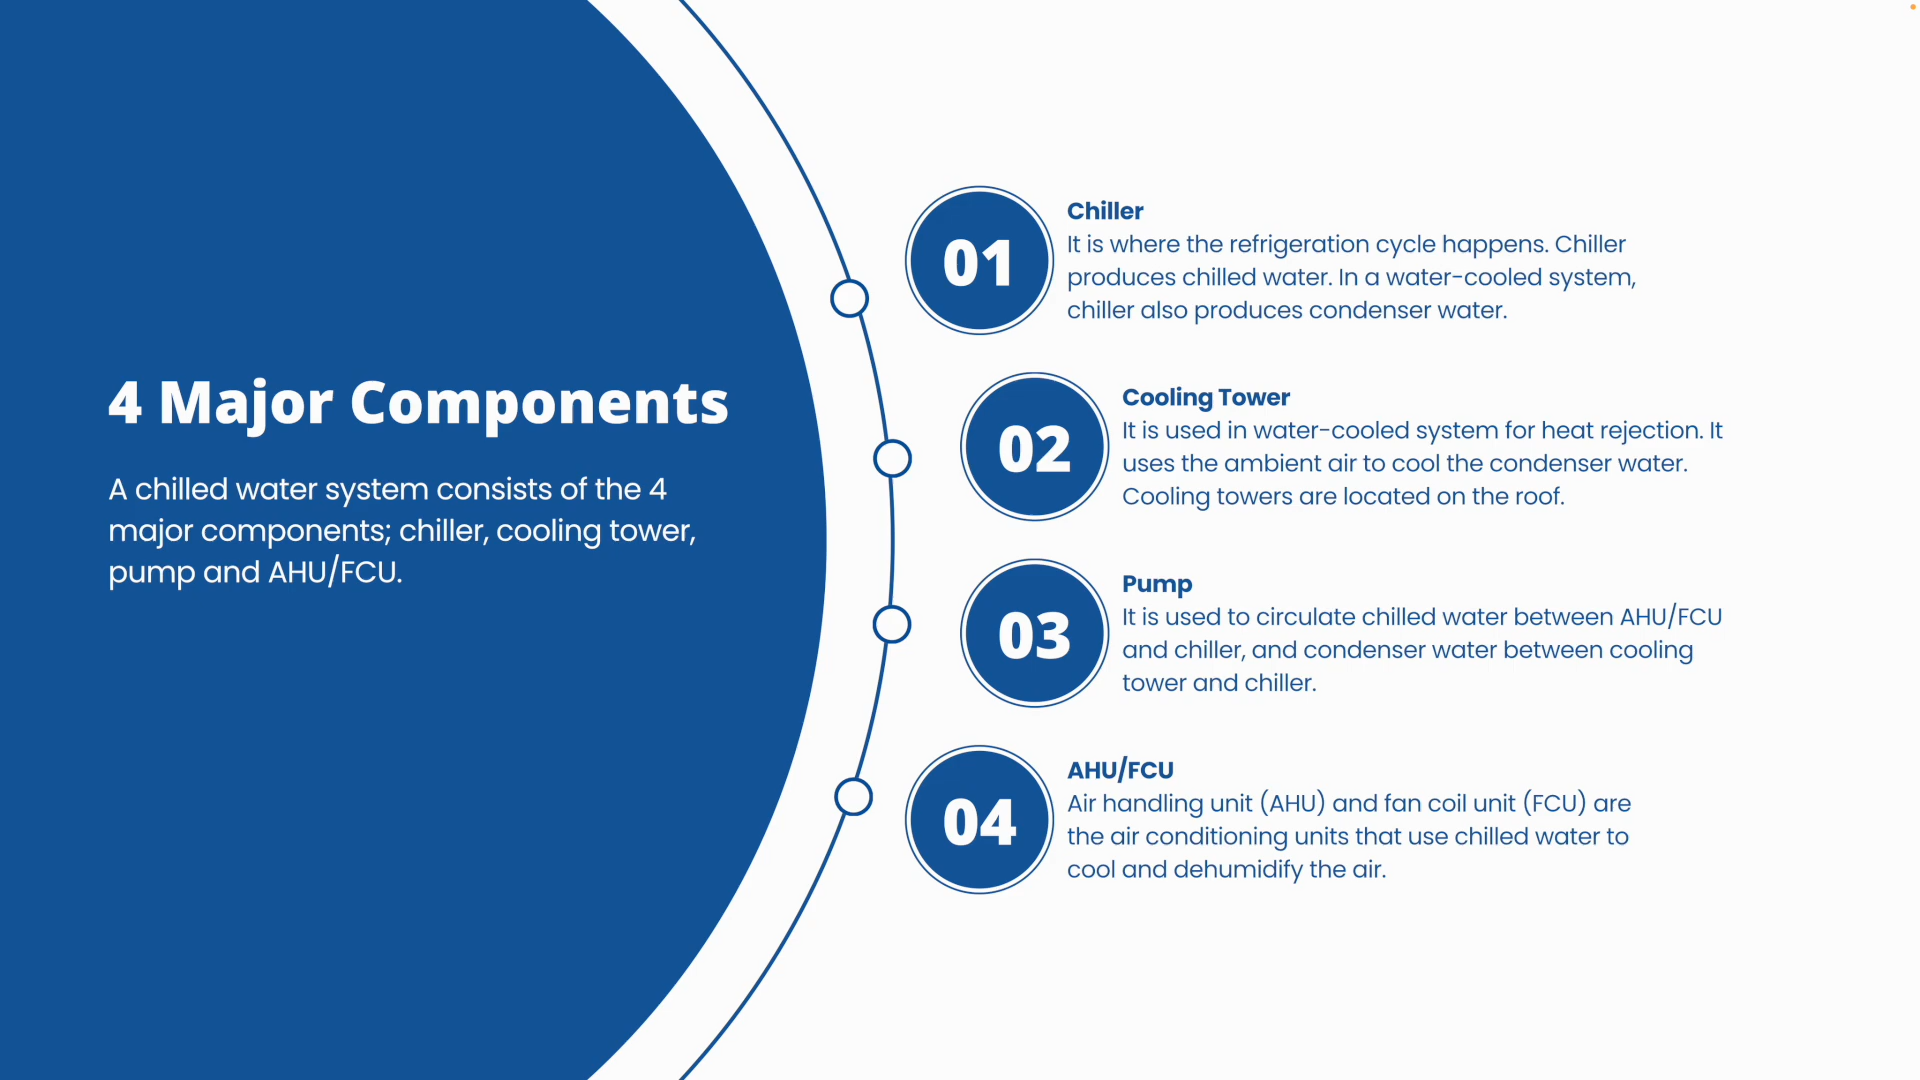 4 Major Components
A chilled water system consists of the 4
major components; chiller, cooling tower,
pump and AHU/FCU.
01
Chiller
It is where the refrigeration cycle happens. Chiller
produces chilled water. In a water-cooled system,
chiller also produces condenser water.
02
Cooling Tower
It is used in water-cooled system for heat rejection. It
uses the ambient air to cool the condenser water.
Cooling towers are located on the roof.
03
Pump
It is used to circulate chilled water between AHU/FCU
and chiller, and condenser water between cooling
tower and chiller.
04
AHU/FCU
Air handling unit (AHU) and fan coil unit (FCU) are
the air conditioning units that use chilled water to
cool and dehumidify the air.